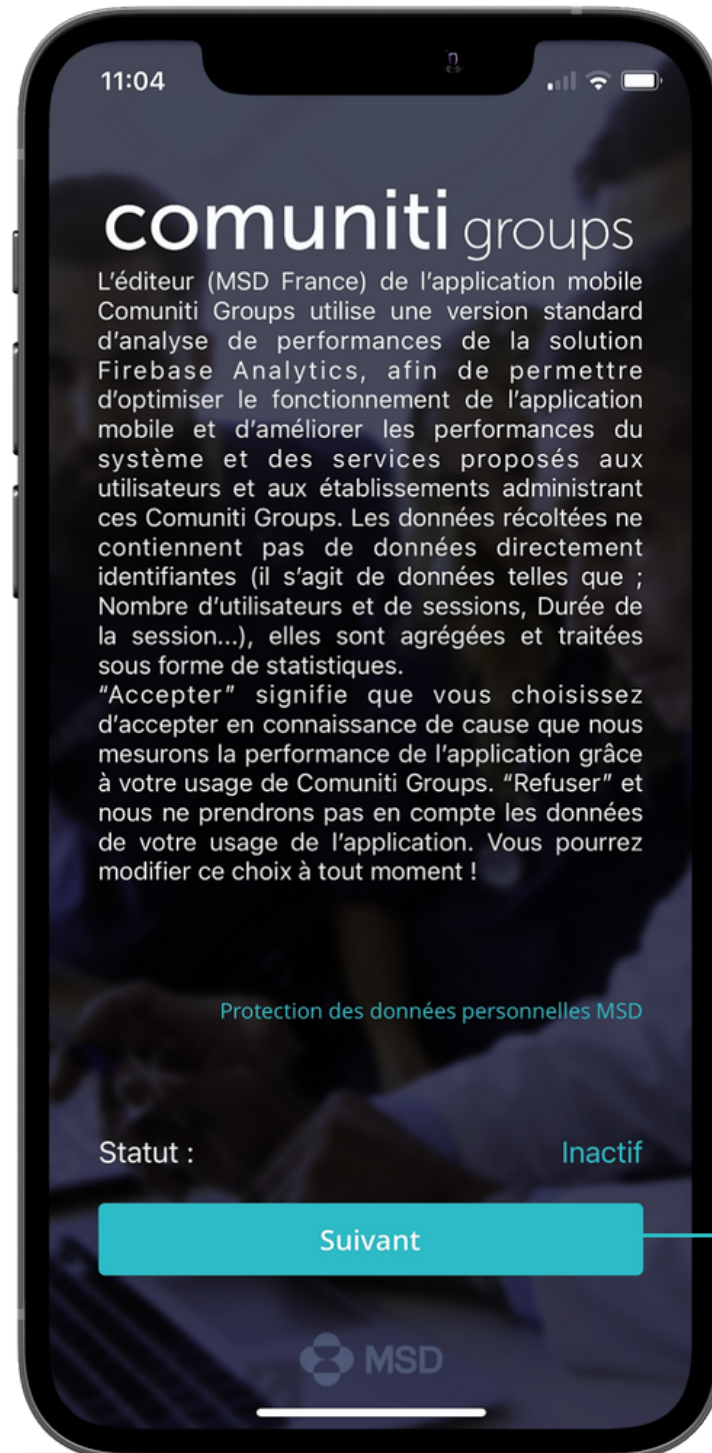 11:04
comuniti groups
L'éditeur (MSD France) de l'application mobile
Comuniti Groups utilise une version standard
d'analyse de performances de la solution
Firebase Analytics, afin de permettre
d'optimiser le fonctionnement de l'application
mobile et d'améliorer les performances du
système et des services proposés aux
utilisateurs et aux établissements administrant
ces Comuniti Groups. Les données récoltées ne
contiennent pas de données directement
identifiantes (il s'agit de données telles que ;
Nombre d'utilisateurs et de sessions, Durée de
la session...), elles sont agrégées et traitées
sous forme de statistiques.
“Accepter” signifie que vous choisissez
d'accepter en connaissance de cause que nous
mesurons la performance de l'application grâce
à votre usage de Comuniti Groups. “Refuser” et
nous ne prendrons pas en compte les données
de votre usage de l'application. Vous pourrez
modifier ce choix à tout moment !
Protection des données personnelles MSD
Statut : Inactif
Suivant
MSD